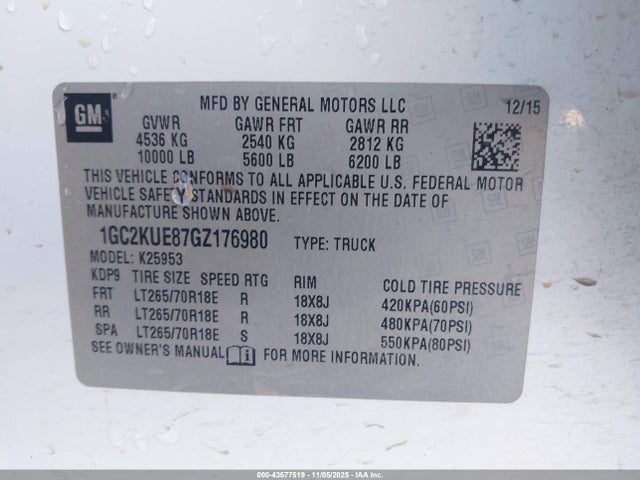 GM
MFD BY GENERAL MOTORS LLC 12/15
GVWR GAWR FRT GAWR RR
4536 KG 2540 KG 2812 KG
10000 LB 5600 LB 6200 LB
THIS VEHICLE CONFORMS TO ALL APPLICABLE U.S. FEDERAL MOTOR
VEHICLE SAFETY STANDARDS IN EFFECT ON THE DATE OF
MANUFACTURE SHOWN ABOVE.
1GC2KUE87GZ176980 TYPE: TRUCK
MODEL: K25953
KDP9 TIRE SIZE SPEED RTG RIM COLD TIRE PRESSURE
FRT LT265/70R18E R 18X8J 420KPA(60PSI)
RR LT265/70R18E R 18X8J 480KPA(70PSI)
SPA LT265/70R18E S 18X8J 550KPA(80PSI)
SEE OWNER'S MANUAL FOR MORE INFORMATION.
000-43577519 - 11/05/2025 - IAA Inc.